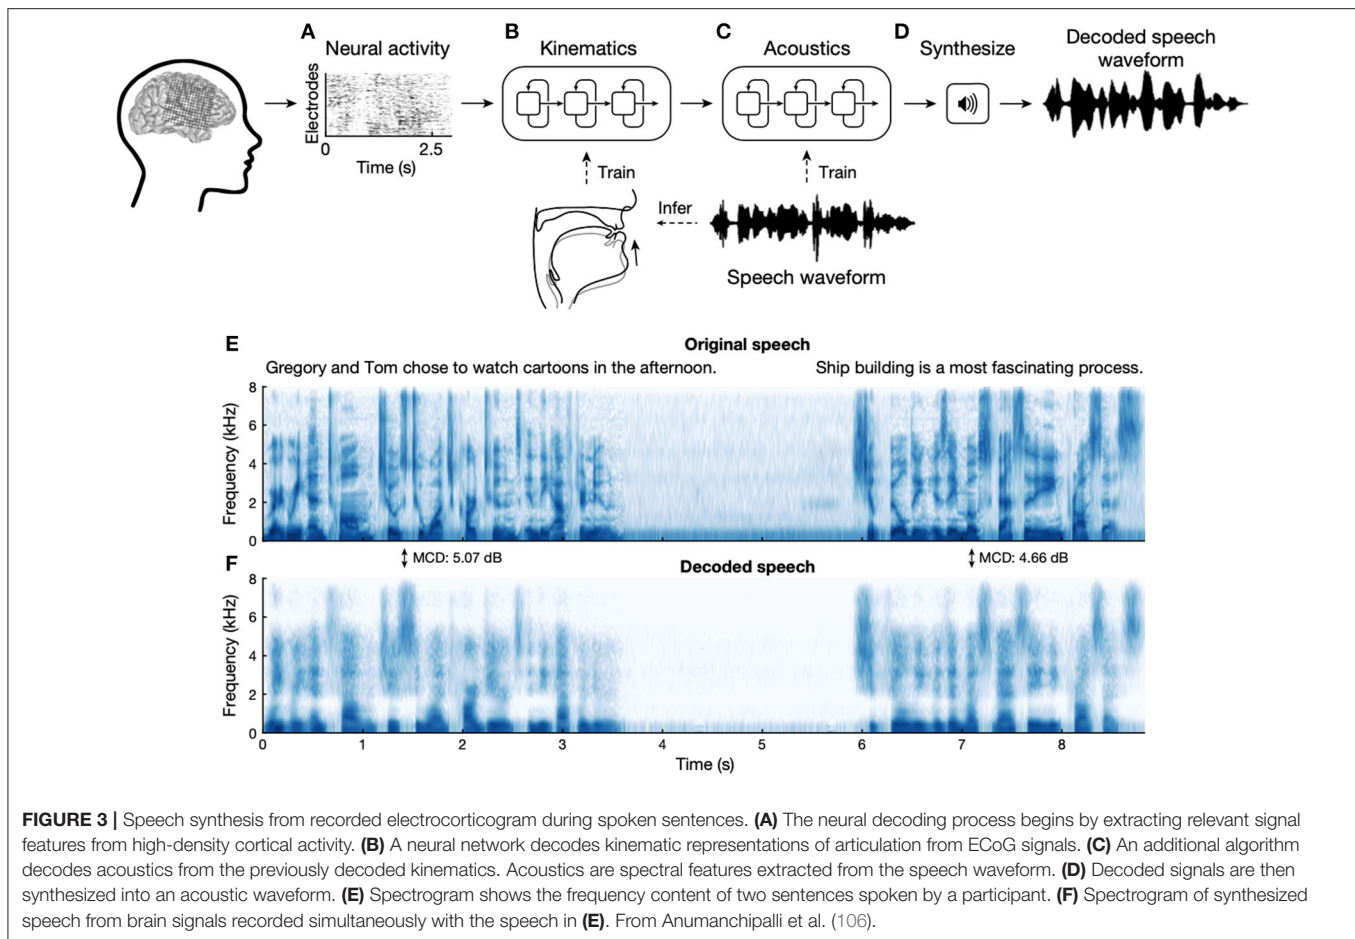 A
Neural activity
Electrodes
0
2.5
Time (s)
B
Kinematics
Train
C
Acoustics
Train
Infer
Speech waveform
D
Synthesize
Decoded speech
waveform
E
Original speech
Gregory and Tom chose to watch cartoons in the afternoon.
Ship building is a most fascinating process.
Frequency (kHz)
8
6
4
2
0
MCD: 5.07 dB
MCD: 4.66 dB
F
Decoded speech
Frequency (kHz)
8
6
4
2
0
0 1 2 3 4 5 6 7 8
Time (s)
FIGURE 3 | Speech synthesis from recorded electrocorticogram during spoken sentences. (A) The neural decoding process begins by extracting relevant signal
features from high-density cortical activity. (B) A neural network decodes kinematic representations of articulation from ECoG signals. (C) An additional algorithm
decodes acoustics from the previously decoded kinematics. Acoustics are spectral features extracted from the speech waveform. (D) Decoded signals are then
synthesized into an acoustic waveform. (E) Spectrogram shows the frequency content of two sentences spoken by a participant. (F) Spectrogram of synthesized
speech from brain signals recorded simultaneously with the speech in (E). From Anumanchipalli et al. (106).